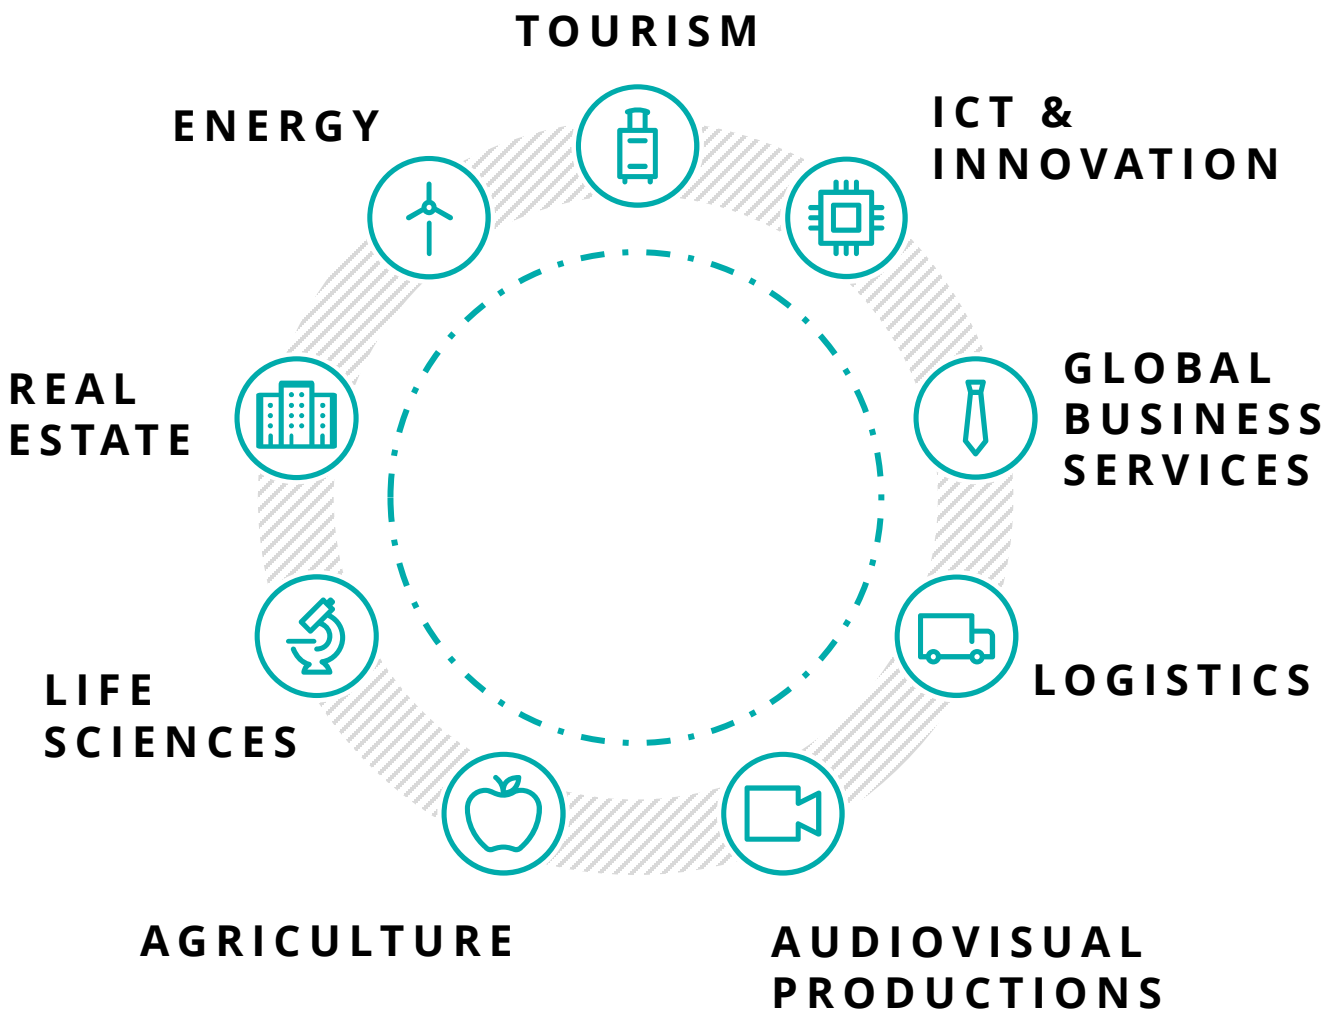 TOURISM
ENERGY
ICT &
INNOVATION
REAL
ESTATE
GLOBAL
BUSINESS
SERVICES
LIFE
SCIENCES
LOGISTICS
AGRICULTURE
AUDIOVISUAL
PRODUCTIONS